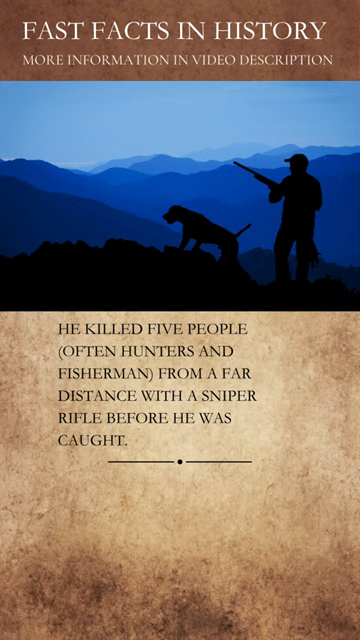 FAST FACTS IN HISTORY
MORE INFORMATION IN VIDEO DESCRIPTION
HE KILLED FIVE PEOPLE
(OFTEN HUNTERS AND
FISHERMAN) FROM A FAR
DISTANCE WITH A SNIPER
RIFLE BEFORE HE WAS
CAUGHT.